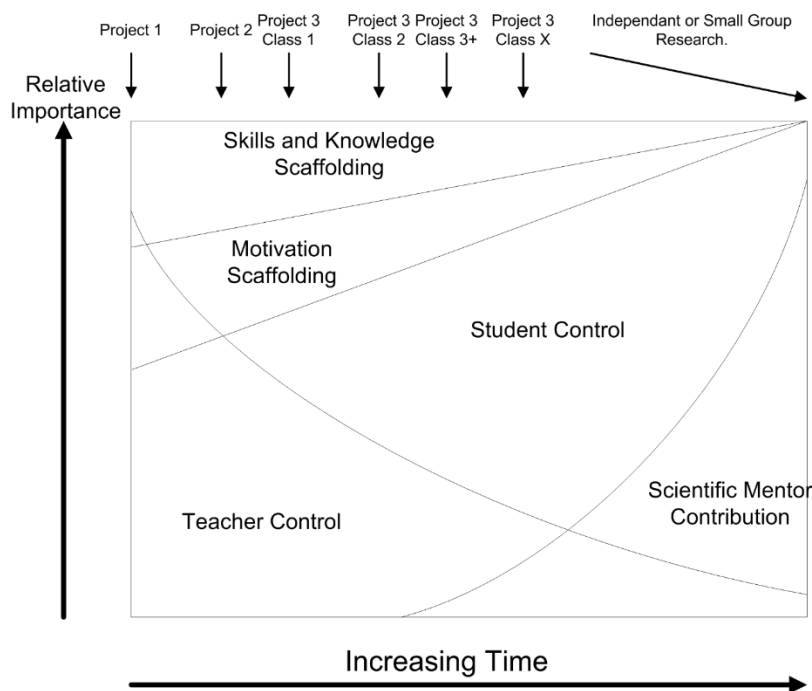 Project 1
Project 2
Project 3
Class 1
Project 3
Class 2
Project 3
Class 3+
Project 3
Class X
Independant or Small Group
Research.
Relative
Importance
Skills and Knowledge
Scaffolding
Motivation
Scaffolding
Student Control
Teacher Control
Scientific Mentor
Contribution
Increasing Time